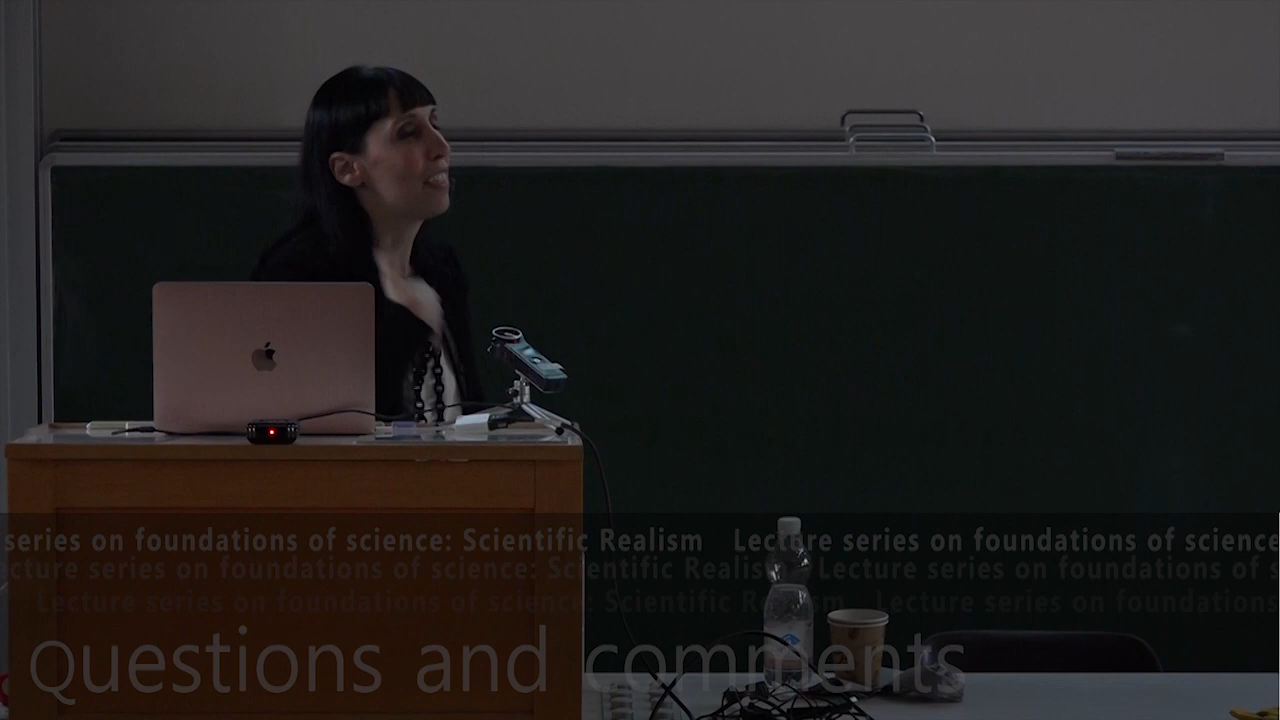 series on foundations of science: Scientific Realism Lecture series on foundations of science
ecture series on foundations of science: Scientific Realism Lecture series on foundations of s
Lecture series on foundations of science: Scientific Realism Lecture series on foundations
Questions and comments